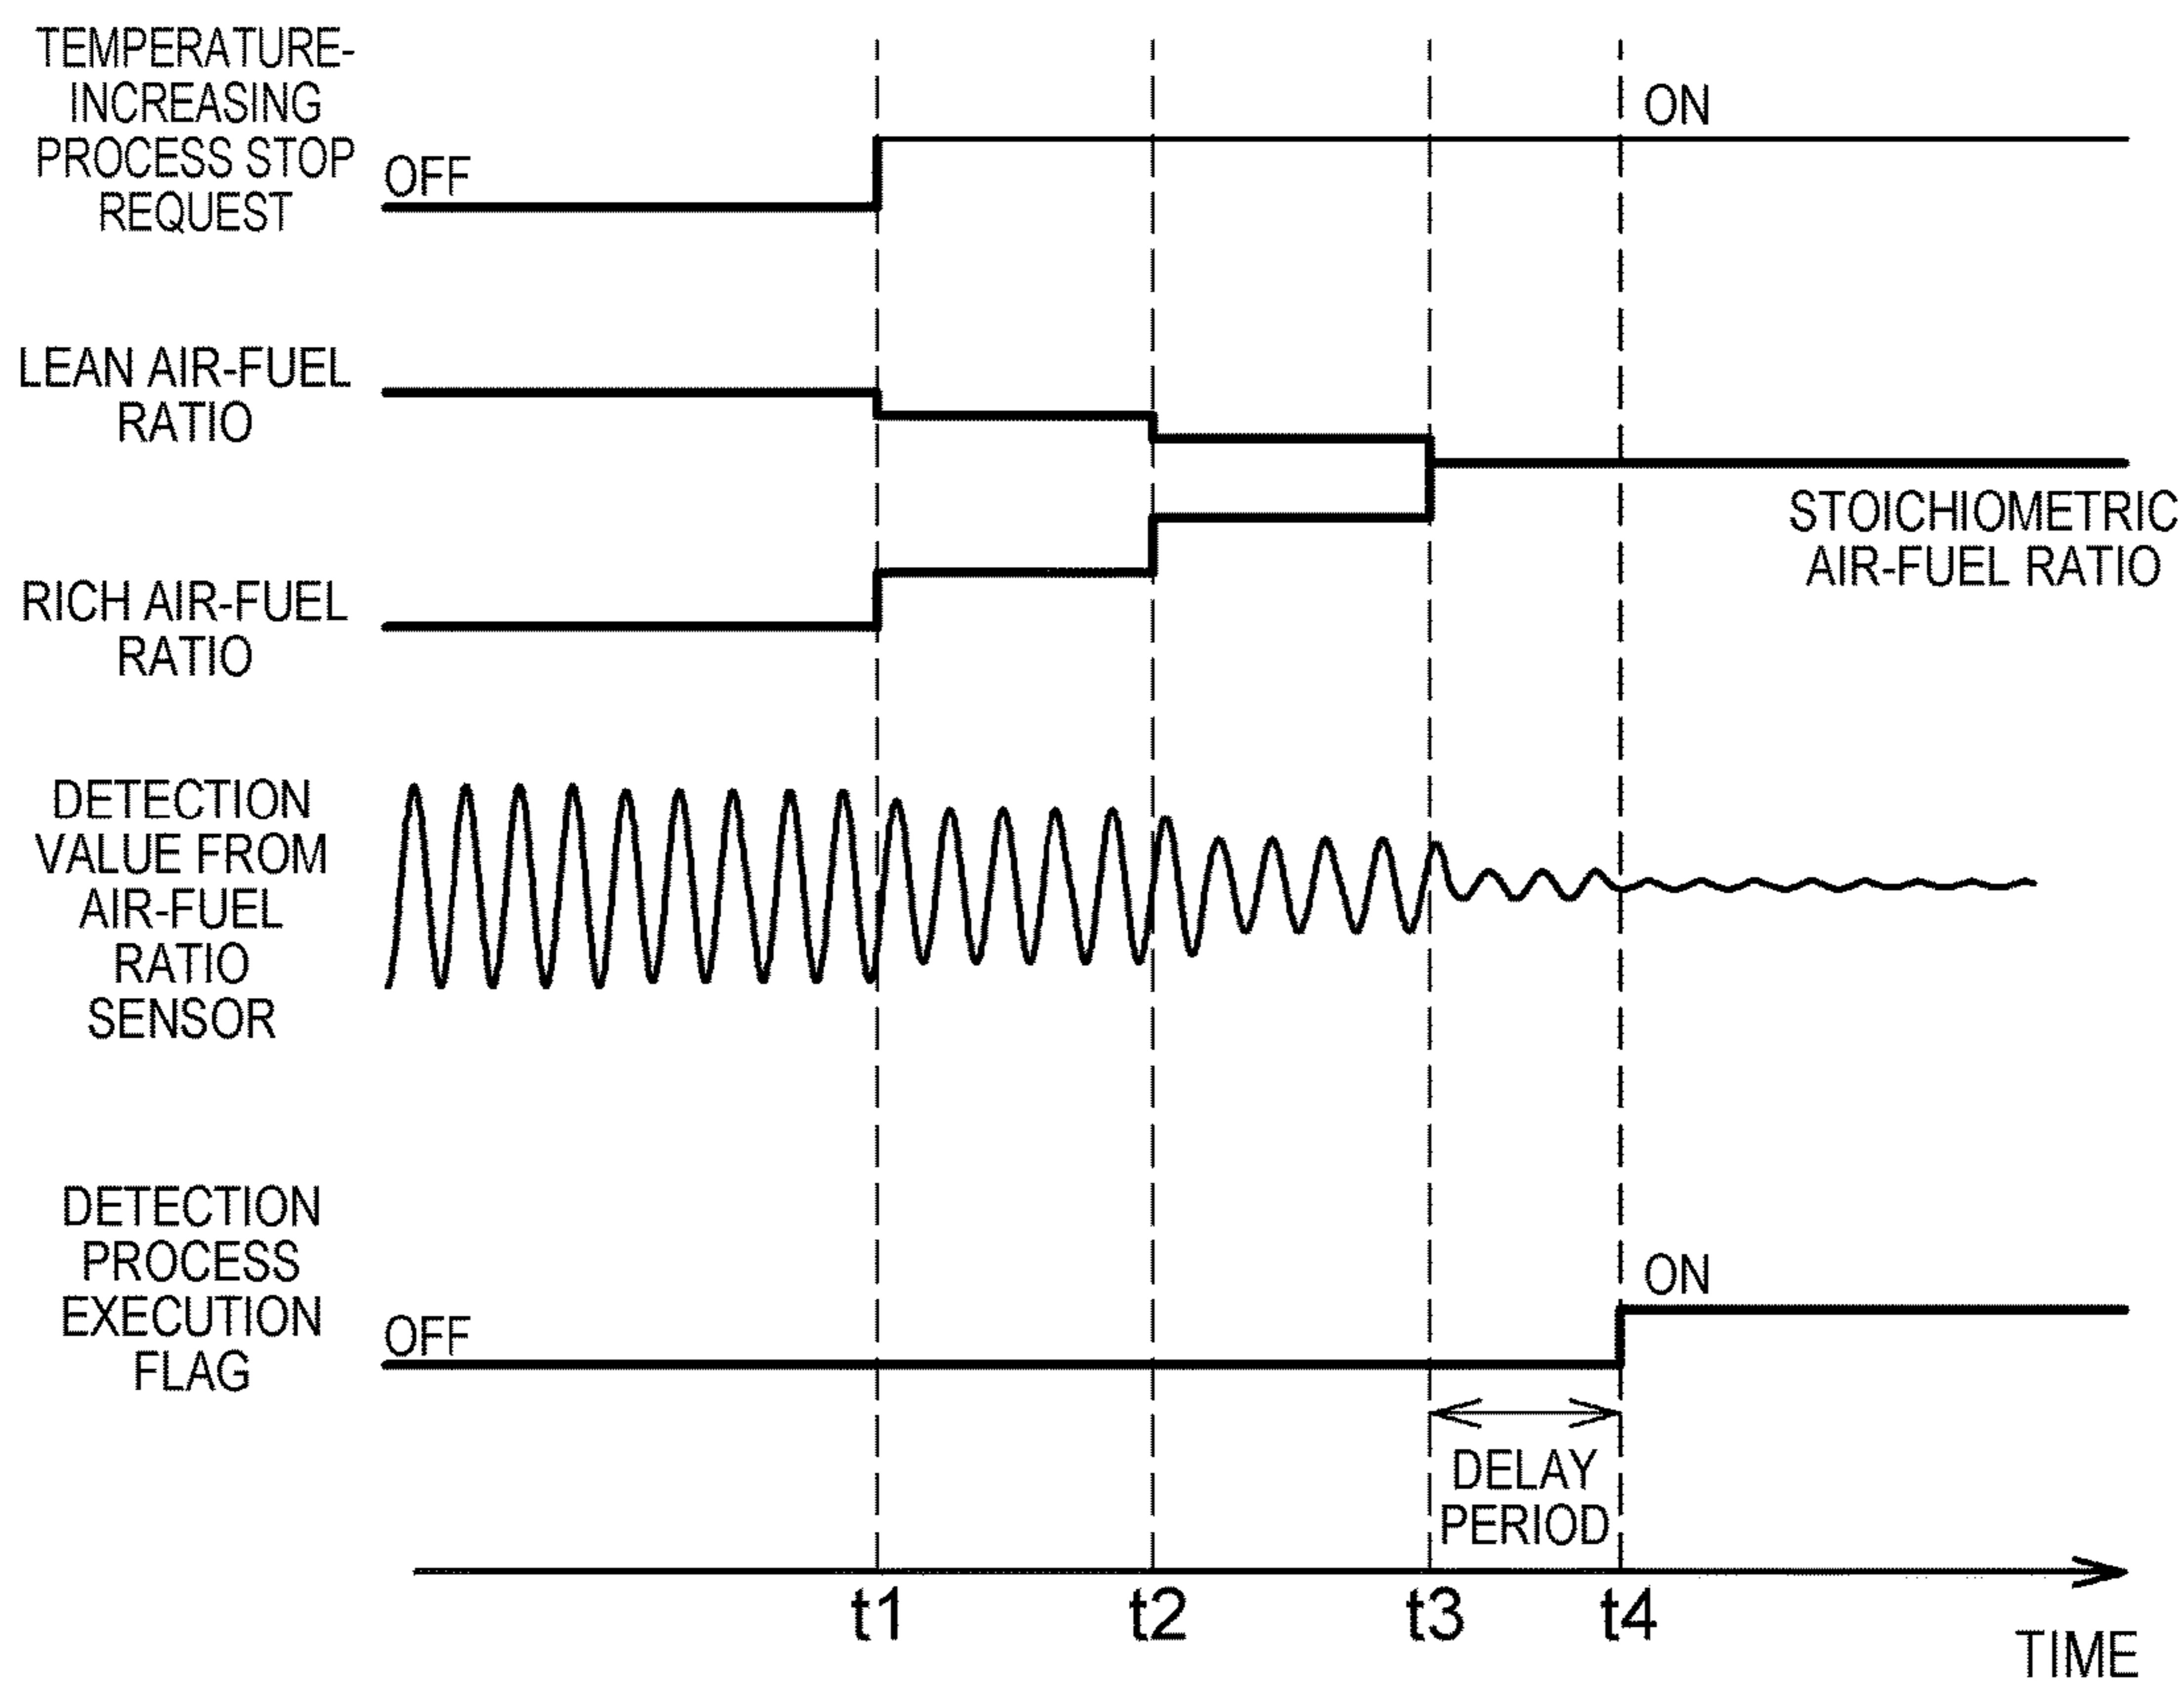 TEMPERATURE-
INCREASING
PROCESS STOP
REQUEST
OFF
ON
LEAN AIR-FUEL
RATIO
STOICHIOMETRIC
AIR-FUEL RATIO
RICH AIR-FUEL
RATIO
DETECTION
VALUE FROM
AIR-FUEL
RATIO
SENSOR
DETECTION
PROCESS
EXECUTION
FLAG
OFF
ON
DELAY
PERIOD
t1 t2 t3 t4
TIME